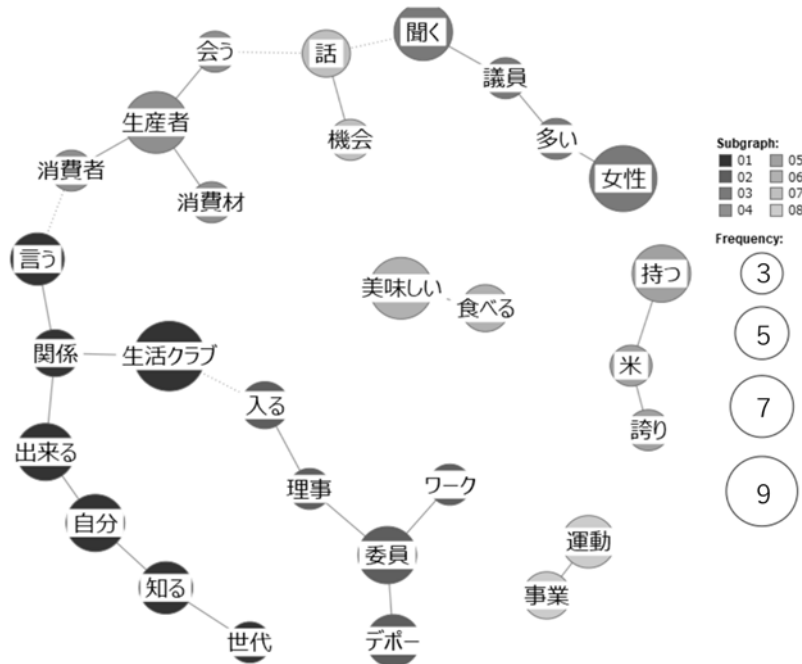 会う
話
聞く
議員
機会
多い
女性
生産者
消費者
消費材
言う
関係
生活クラブ
入る
出来る
自分
知る
世代
理事
ワーク
委員
デポー
美味しい
食べる
持つ
米
誇り
運動
事業
Subgraph:
01 05
02 06
03 07
04 08
Frequency:
3
5
7
9